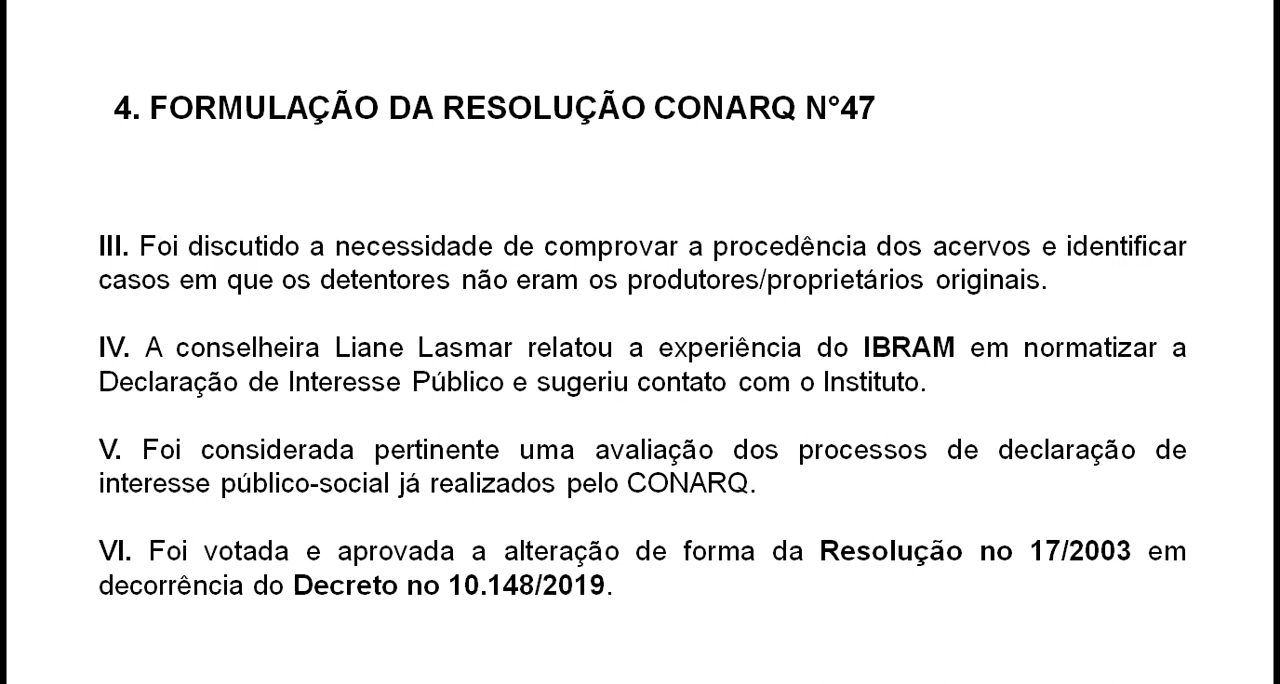 4. FORMULAÇÃO DA RESOLUÇÃO CONARQ N°47
III. Foi discutido a necessidade de comprovar a procedência dos acervos e identificar
casos em que os detentores não eram os produtores/proprietários originais.
IV. A conselheira Liane Lasmar relatou a experiência do IBRAM em normatizar a
Declaração de Interesse Público e sugeriu contato com o Instituto.
V. Foi considerada pertinente uma avaliação dos processos de declaração de
interesse público-social já realizados pelo CONARQ.
VI. Foi votada e aprovada a alteração de forma da Resolução no 17/2003 em
decorrência do Decreto no 10.148/2019.